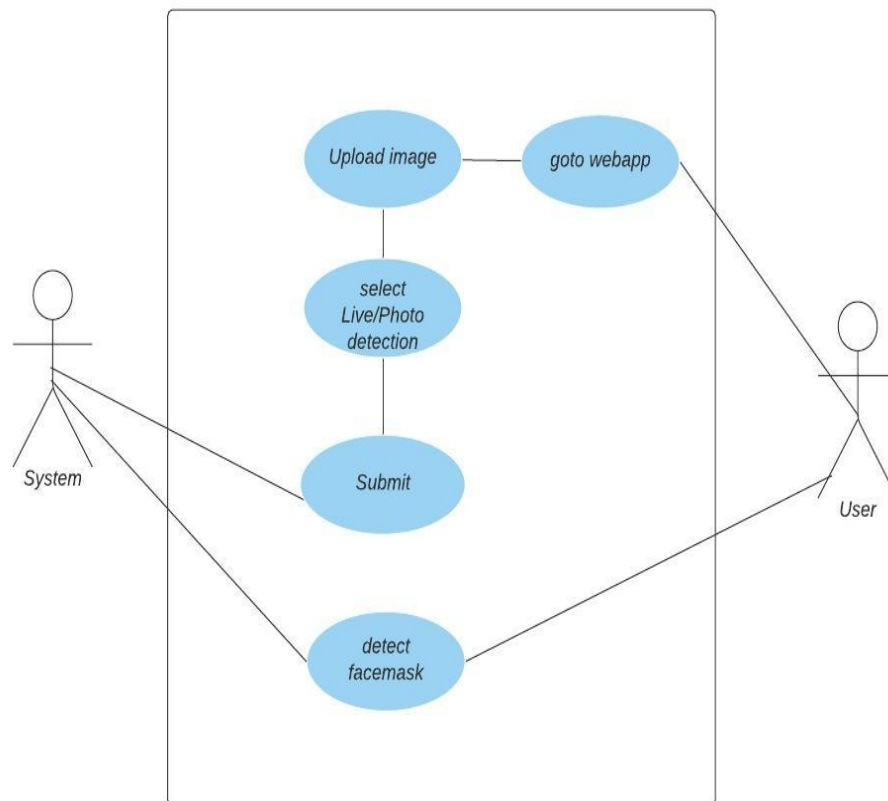 Upload image
goto webapp
select
Live/Photo
detection
System
Submit
User
detect
facemask